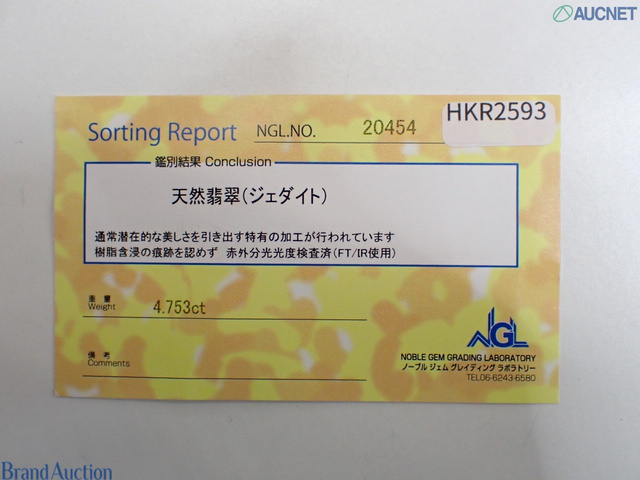 AUCNET
HKR2593
Sorting Report NGL.NO. 20454
鑑別結果 Conclusion
天然翡翠(ジェダイト)
通常潜在的な美しさを引き出す特有の加工が行われています
樹脂含浸の痕跡を認めず 赤外分光光度検査済(FT/IR使用)
重量
Weight 4.753ct
備考
Comments
NGL
NOBLE GEM GRADING LABORATORY
ノーブル ジェム グレイディング ラボラトリー
TEL06-6243-6580
Brand Auction